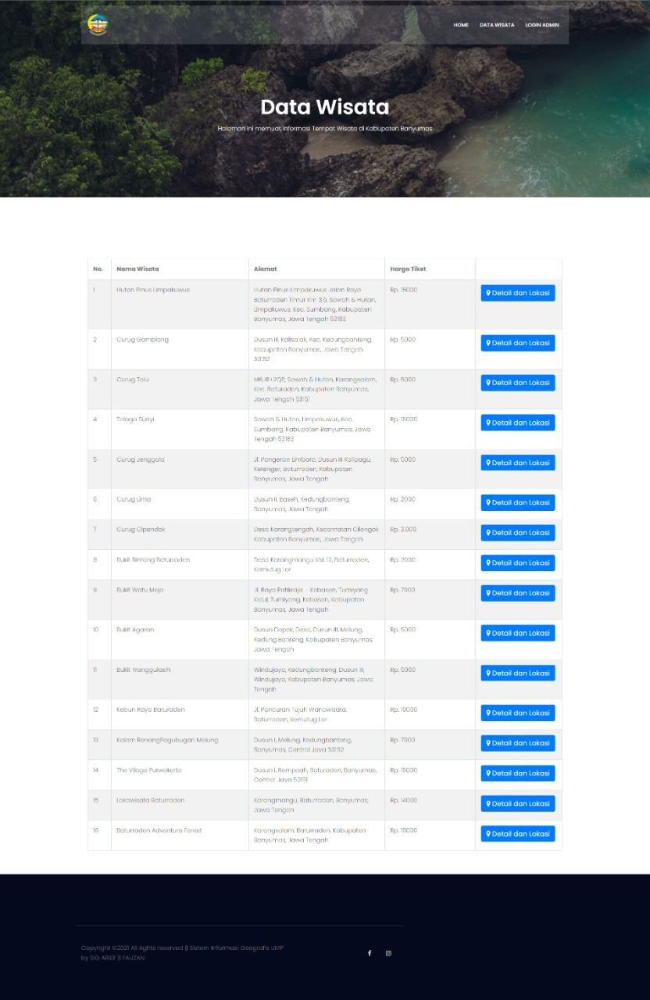 HOME DATA WISATA LOGIN ADMIN
Data Wisata
Halaman ini memuat informasi Tempat Wisata di Kabupaten Banyumas
No. Nama Wisata Alamat Harga Tiket
1 Hutan Pinus Limpakuwus Hutan Pinus Limpakuwus Jalan Raya Rp. 15000 Detail dan Lokasi
Baturraden Timur Km 3,6, Sawah & Hutan,
Limpakuwus, Kec. Sumbang, Kabupaten
Banyumas, Jawa Tengah 53183
2 Curug Gomblang Dusun III, Kalisalak, Kec. Kedungbanteng, Rp. 5000 Detail dan Lokasi
Kabupaten Banyumas, Jawa Tengah
53152
3 Curug Telu M6JR+2QP, Sawah & Hutan, Karangsalam, Rp. 5000 Detail dan Lokasi
Kec. Baturaden, Kabupaten Banyumas,
Jawa Tengah 53151
4 Telaga Sunyi Sawah & Hutan, Limpakuwus, Kec. Rp. 15000 Detail dan Lokasi
Sumbang, Kabupaten Banyumas, Jawa
Tengah 53183
5 Curug Jenggala Jl. Pangeran Limboro, Dusun III Kalipagu, Rp. 5000 Detail dan Lokasi
Ketenger, Baturraden, Kabupaten
Banyumas, Jawa Tengah
6 Curug Lima Dusun II, Baseh, Kedungbanteng, Rp. 3000 Detail dan Lokasi
Banyumas, Jawa Tengah
7 Curug Cipendok Desa Karangtengah, Kecamatan Cilongok Rp. 3.000 Detail dan Lokasi
Kabupaten Banyumas, Jawa Tengah
8 Bukit Bintang Baturraden Desa Karangmangu KM. 12, Baturraden, Rp. 2000 Detail dan Lokasi
Kemutug Lor
9 Bukit Watu Meja Jl. Raya Patikraja - Kebasen, Tumiyang Rp. 7000 Detail dan Lokasi
Kidul, Tumiyang, Kebasen, Kabupaten
Banyumas, Jawa Tengah
10 Bukit Agaran Dusun Depok, Desa, Dusun III, Melung, Rp. 5000 Detail dan Lokasi
Kedung Banteng, Kabupaten Banyumas,
Jawa Tengah
11 Bukit Tranggulasih Windujaya, Kedungbanteng, Dusun III, Rp. 5000 Detail dan Lokasi
Windujaya, Kabupaten Banyumas, Jawa
Tengah
12 Kebun Raya Baturaden Jl. Pancuran Tujuh Wanawisata, Rp. 10000 Detail dan Lokasi
Baturraden, Kemutug Lor
13 Kolam RenangPagubugan Melung Dusun I, Melung, Kedungbanteng, Rp. 7000 Detail dan Lokasi
Banyumas, Central Java 53152
14 The Vilage Purwokerto Dusun I, Rempoah, Baturaden, Banyumas, Rp. 15000 Detail dan Lokasi
Central Java 53151
15 Lokawisata Baturraden Karangmangu, Baturraden, Banyumas, Rp. 14000 Detail dan Lokasi
Jawa Tengah
16 Baturraden Adventure Forest Karangsalam, Baturraden, Kabupaten Rp. 15000 Detail dan Lokasi
Banyumas, Jawa Tengah
Copyright ©2021 All rights reserved || Sistem Informasi Geografis UMP
by SIG ARIEF || FAUZAN